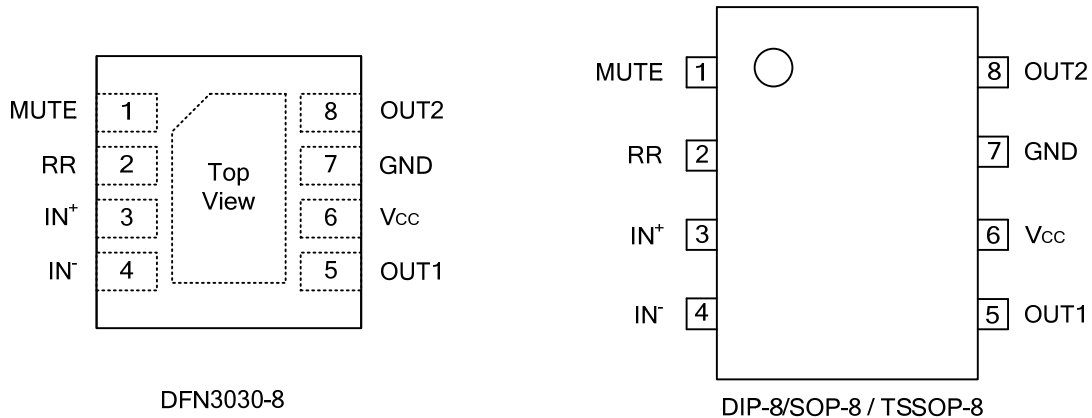 MUTE 1 8 OUT2
RR 2 7 GND
IN+ 3 6 VCC
IN- 4 5 OUT1
Top
View
DFN3030-8
MUTE 1 8 OUT2
RR 2 7 GND
IN+ 3 6 VCC
IN- 4 5 OUT1
DIP-8/SOP-8 / TSSOP-8